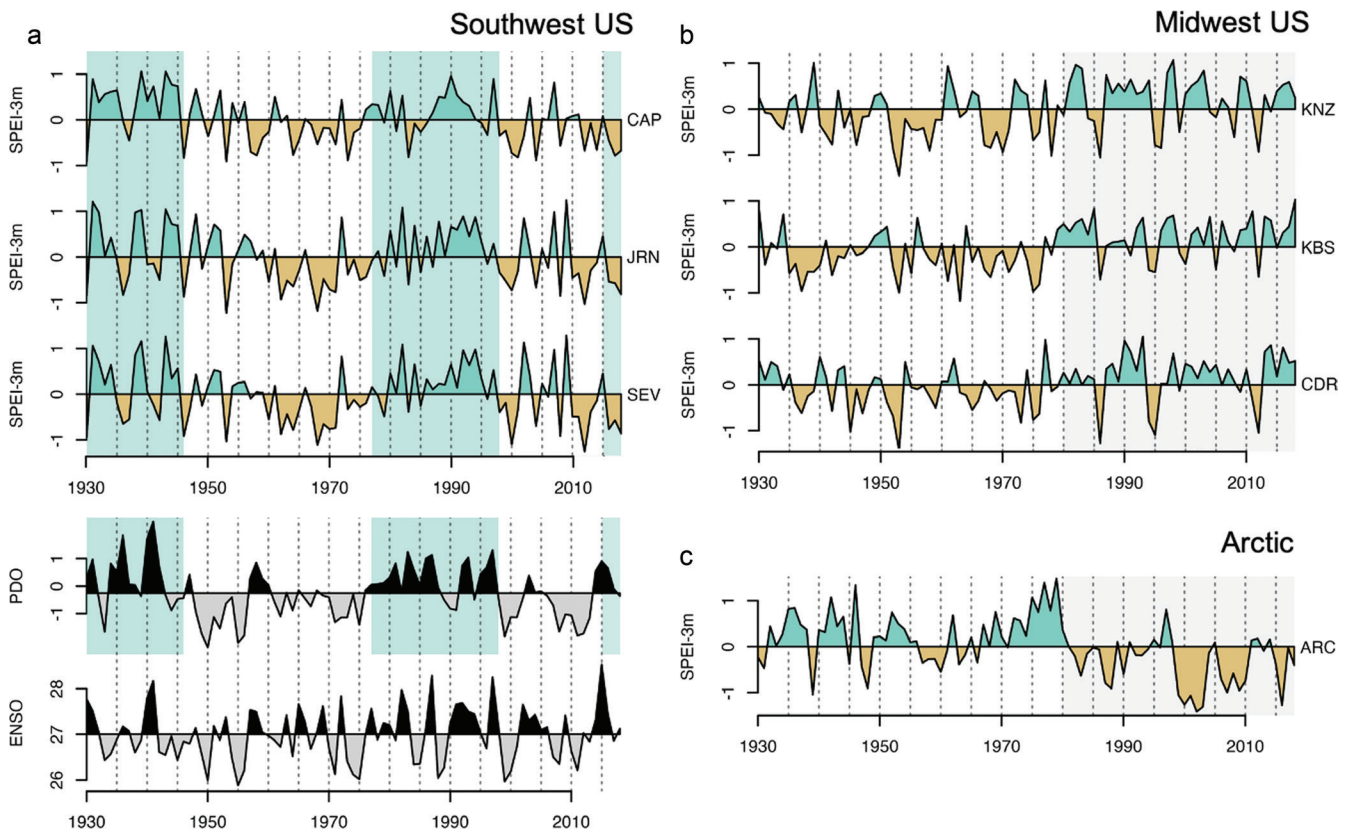 a
Southwest US
SPEI-3m
1
0
-1
CAP
SPEI-3m
1
0
-1
JRN
SPEI-3m
1
0
-1
SEV
1930 1950 1970 1990 2010
PDO
1
0
-1
ENSO
28
27
26
1930 1950 1970 1990 2010
b
Midwest US
SPEI-3m
1
0
-1
KNZ
SPEI-3m
1
0
-1
KBS
SPEI-3m
1
0
-1
CDR
1930 1950 1970 1990 2010
c
Arctic
SPEI-3m
1
0
-1
ARC
1930 1950 1970 1990 2010